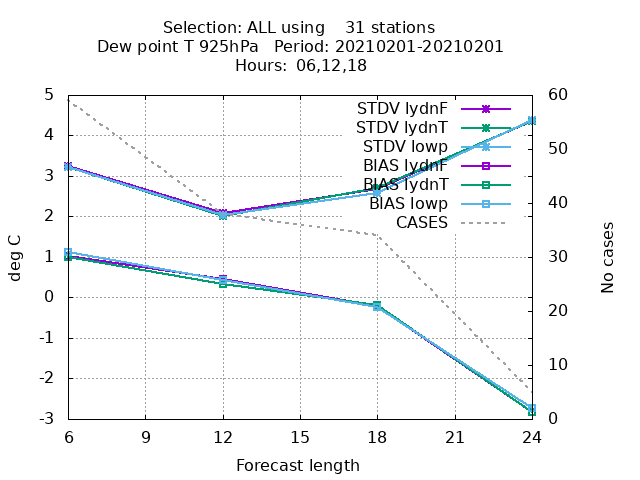 Selection: ALL using    31 stations
Dew point T 925hPa   Period: 20210201-20210201
Hours: 06,12,18
5
4
3
2
1
0
-1
-2
-3
deg C
60
50
40
30
20
10
0
No cases
STDV lydnF
STDV lydnT
STDV lowp
BIAS lydnF
BIAS lydnT
BIAS lowp
CASES
6 9 12 15 18 21 24
Forecast length